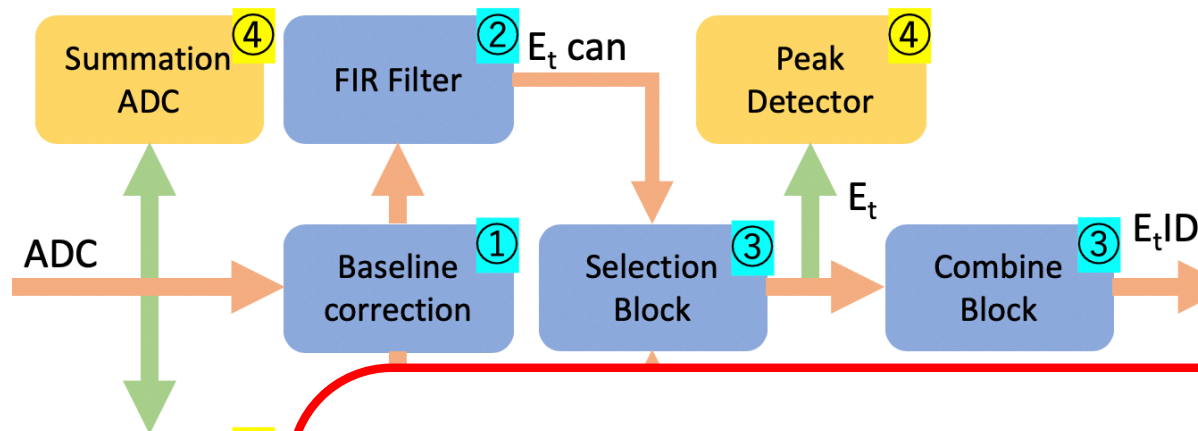 Summation
ADC
④
FIR Filter
②
Eₜ can
Peak
Detector
④
ADC
Baseline
correction
①
Selection
Block
③
Eₜ
Combine
Block
③
EₜID